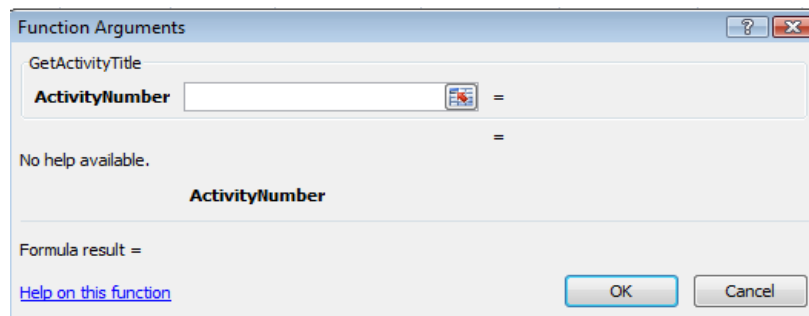 Function Arguments
GetActivityTitle
ActivityNumber =
=
No help available.
ActivityNumber
Formula result =
Help on this function OK Cancel